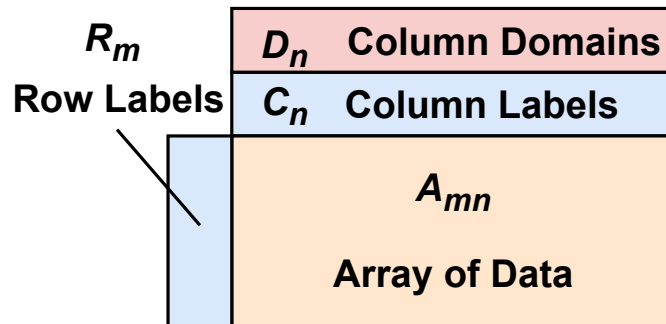 R_m
Row Labels
D_n Column Domains
C_n Column Labels
A_mn
Array of Data